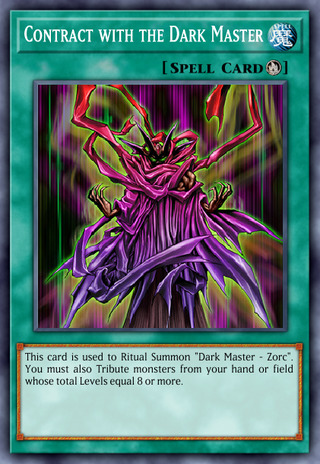 CONTRACT WITH THE DARK MASTER 魔
[SPELL CARD]
This card is used to Ritual Summon "Dark Master - Zorc".
You must also Tribute monsters from your hand or field
whose total Levels equal 8 or more.